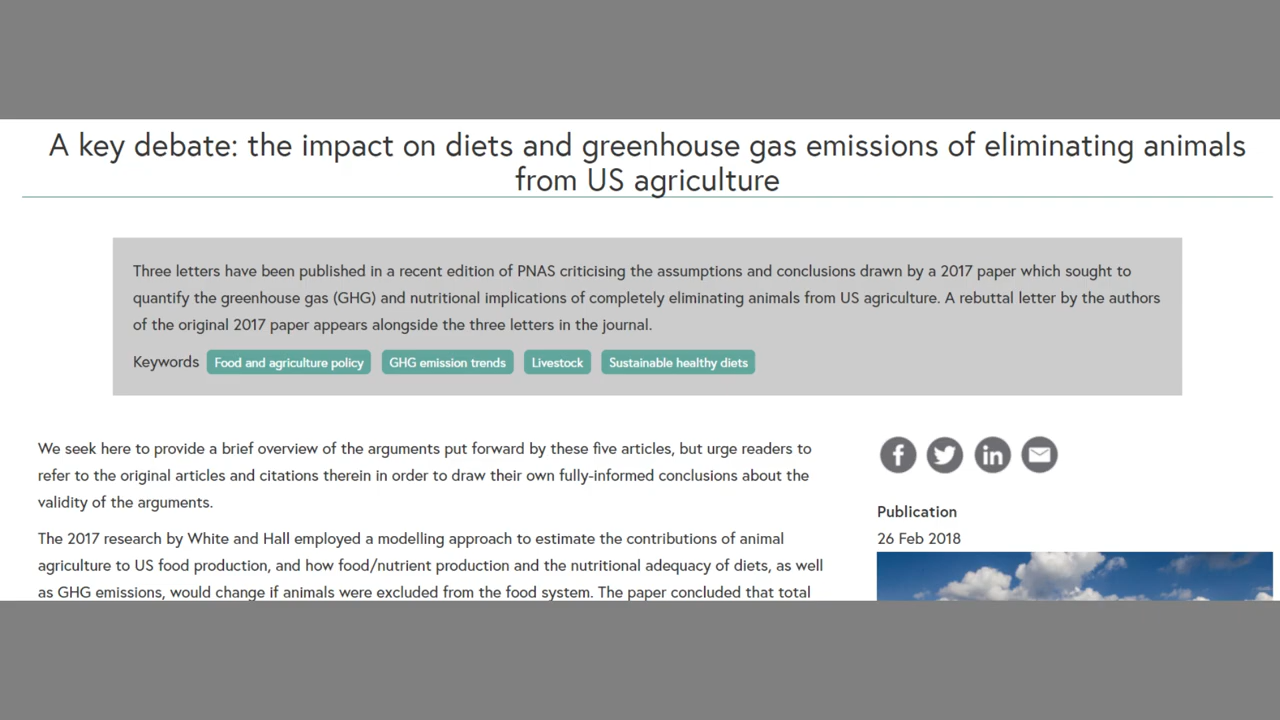 A key debate: the impact on diets and greenhouse gas emissions of eliminating animals
from US agriculture
Three letters have been published in a recent edition of PNAS criticising the assumptions and conclusions drawn by a 2017 paper which sought to
quantify the greenhouse gas (GHG) and nutritional implications of completely eliminating animals from US agriculture. A rebuttal letter by the authors
of the original 2017 paper appears alongside the three letters in the journal.
Keywords Food and agriculture policy GHG emission trends Livestock Sustainable healthy diets
We seek here to provide a brief overview of the arguments put forward by these five articles, but urge readers to
refer to the original articles and citations therein in order to draw their own fully-informed conclusions about the
validity of the arguments.
The 2017 research by White and Hall employed a modelling approach to estimate the contributions of animal
agriculture to US food production, and how food/nutrient production and the nutritional adequacy of diets, as well
as GHG emissions, would change if animals were excluded from the food system. The paper concluded that total
Publication
26 Feb 2018